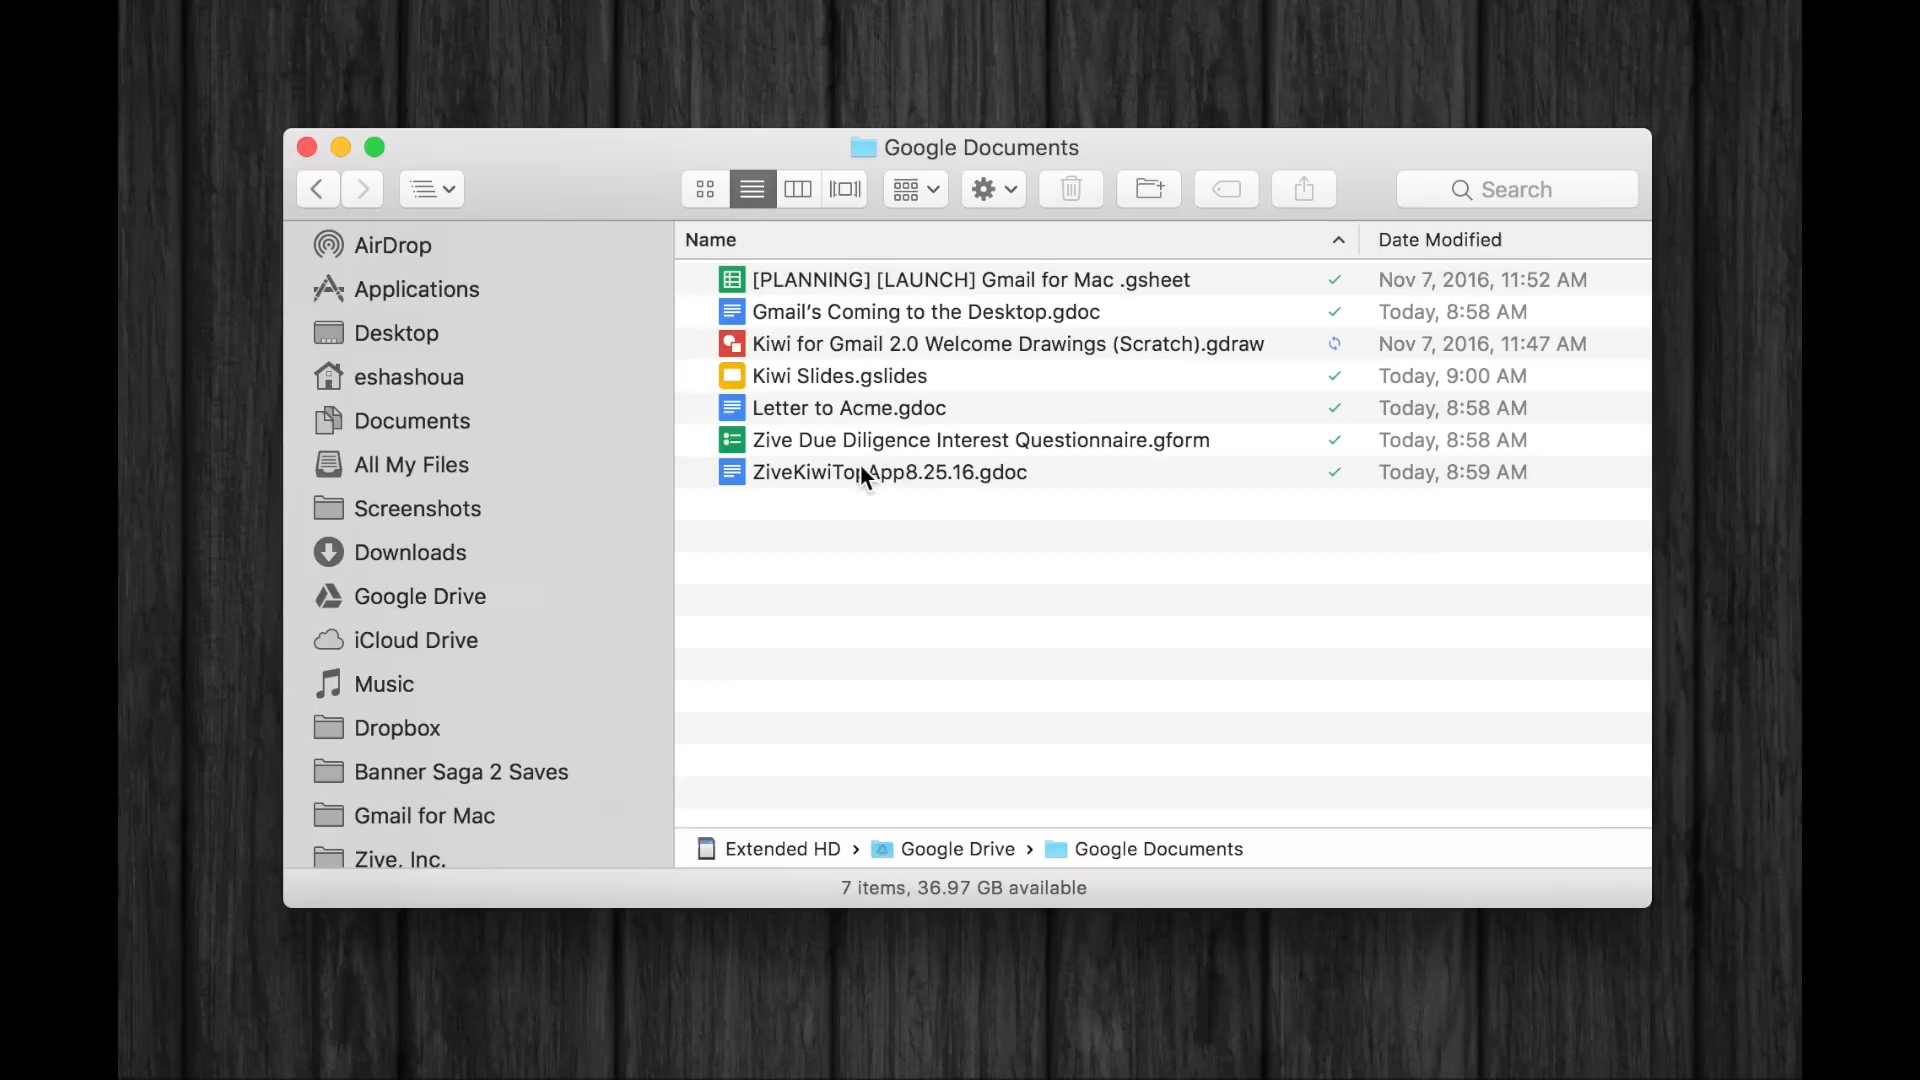 Google Documents
Search
AirDrop
Applications
Desktop
eshashoua
Documents
All My Files
Screenshots
Downloads
Google Drive
iCloud Drive
Music
Dropbox
Banner Saga 2 Saves
Gmail for Mac
Zive, Inc.
Name Date Modified
[PLANNING] [LAUNCH] Gmail for Mac .gsheet Nov 7, 2016, 11:52 AM
Gmail's Coming to the Desktop.gdoc Today, 8:58 AM
Kiwi for Gmail 2.0 Welcome Drawings (Scratch).gdraw Nov 7, 2016, 11:47 AM
Kiwi Slides.gslides Today, 9:00 AM
Letter to Acme.gdoc Today, 8:58 AM
Zive Due Diligence Interest Questionnaire.gform Today, 8:58 AM
ZiveKiwiTopApp8.25.16.gdoc Today, 8:59 AM
Extended HD › Google Drive › Google Documents
7 items, 36.97 GB available